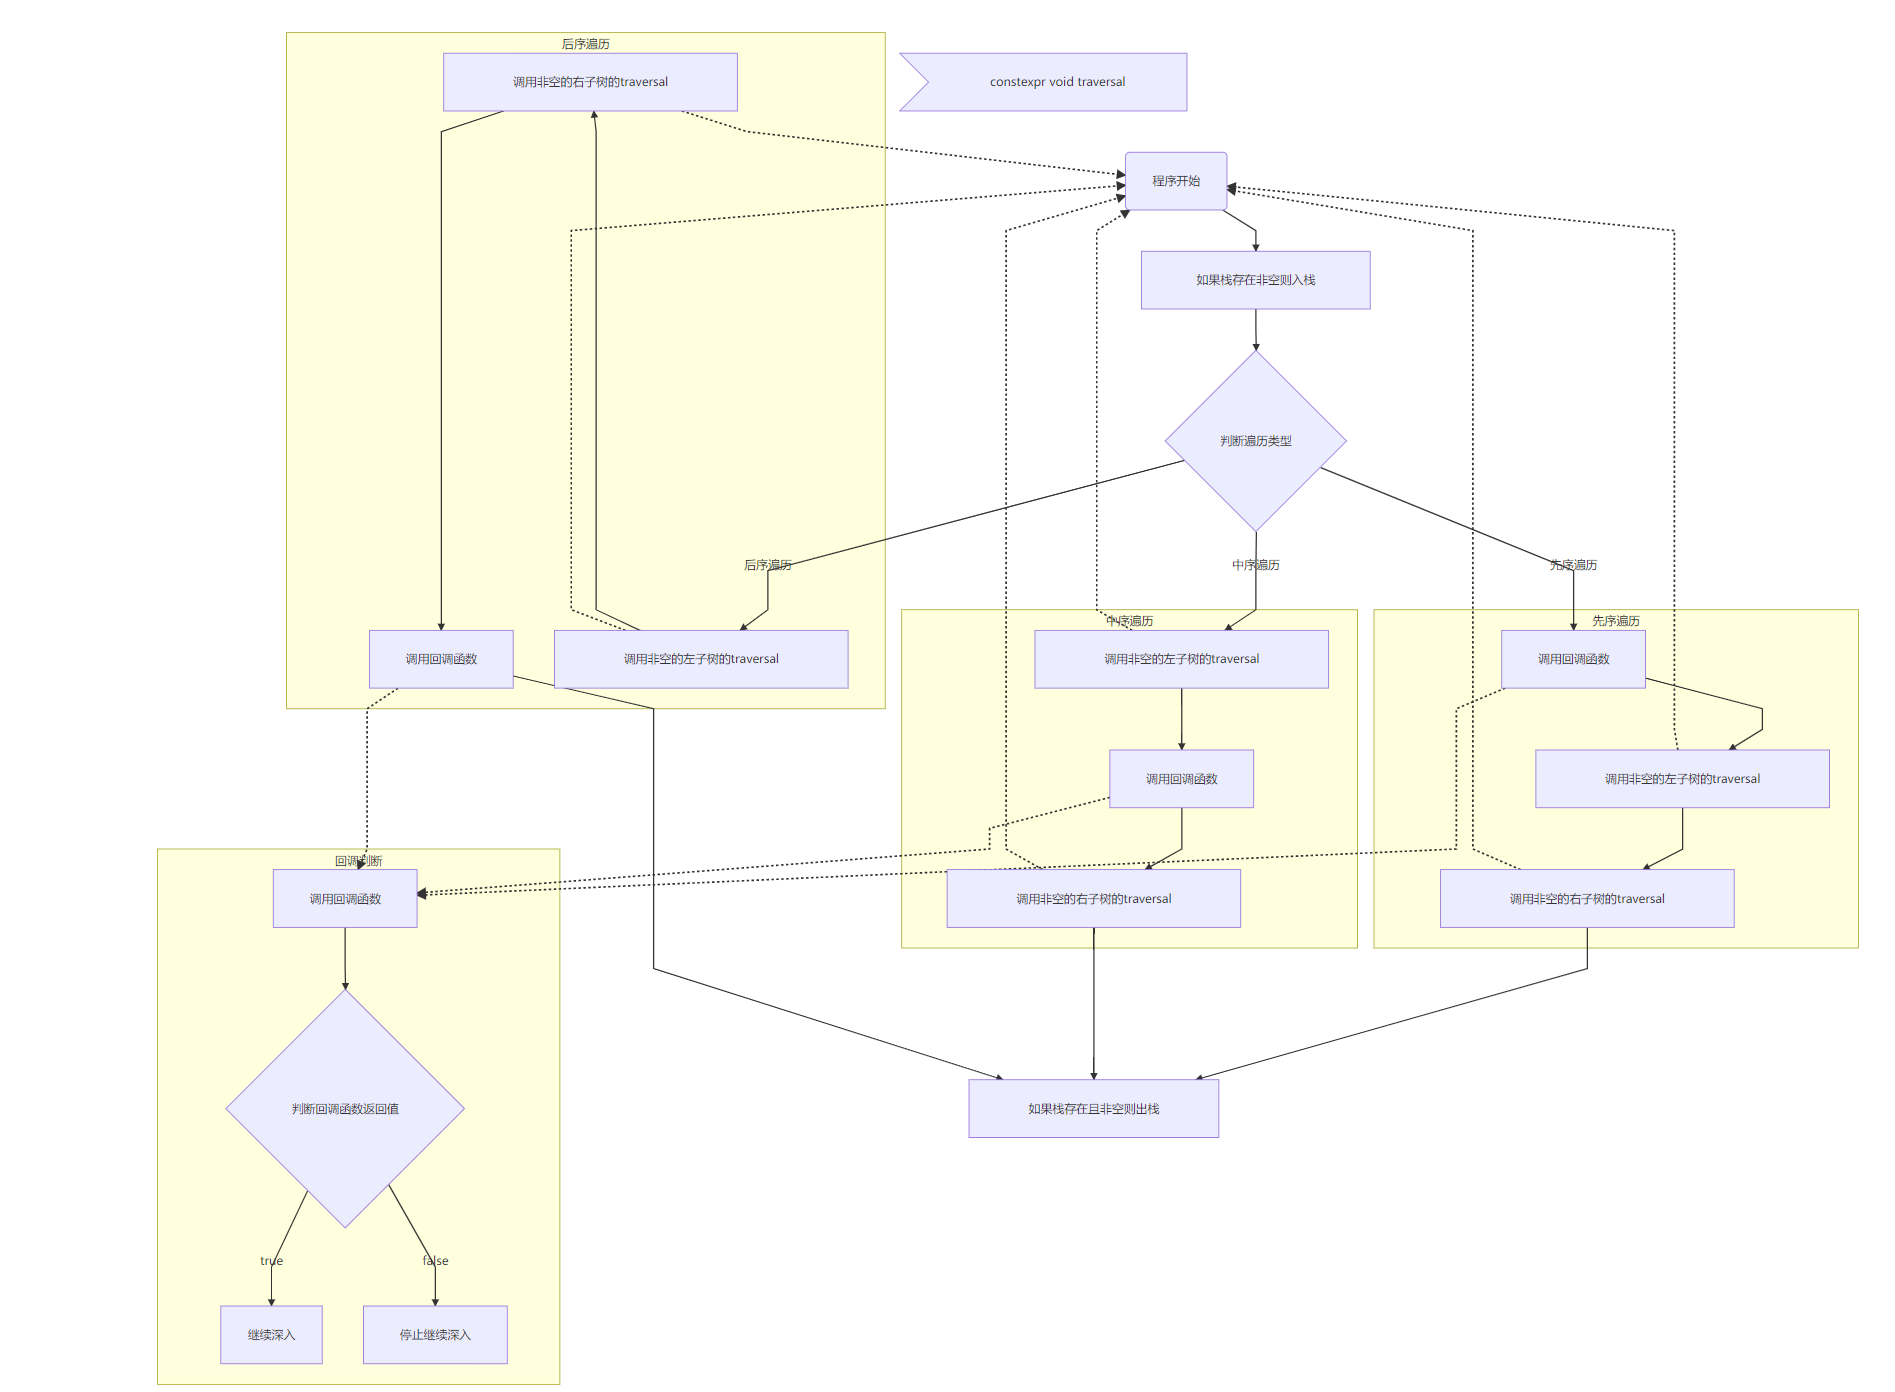 后序遍历
调用非空的右子树的traversal
constexpr void traversal
程序开始
如果栈存在非空则入栈
判断遍历类型
后序遍历
中序遍历
先序遍历
中序遍历
先序遍历
调用回调函数
调用非空的左子树的traversal
调用非空的左子树的traversal
调用回调函数
调用回调函数
调用非空的左子树的traversal
回调判断
调用回调函数
调用非空的右子树的traversal
调用非空的右子树的traversal
判断回调函数返回值
如果栈存在且非空则出栈
true
false
继续深入
停止继续深入